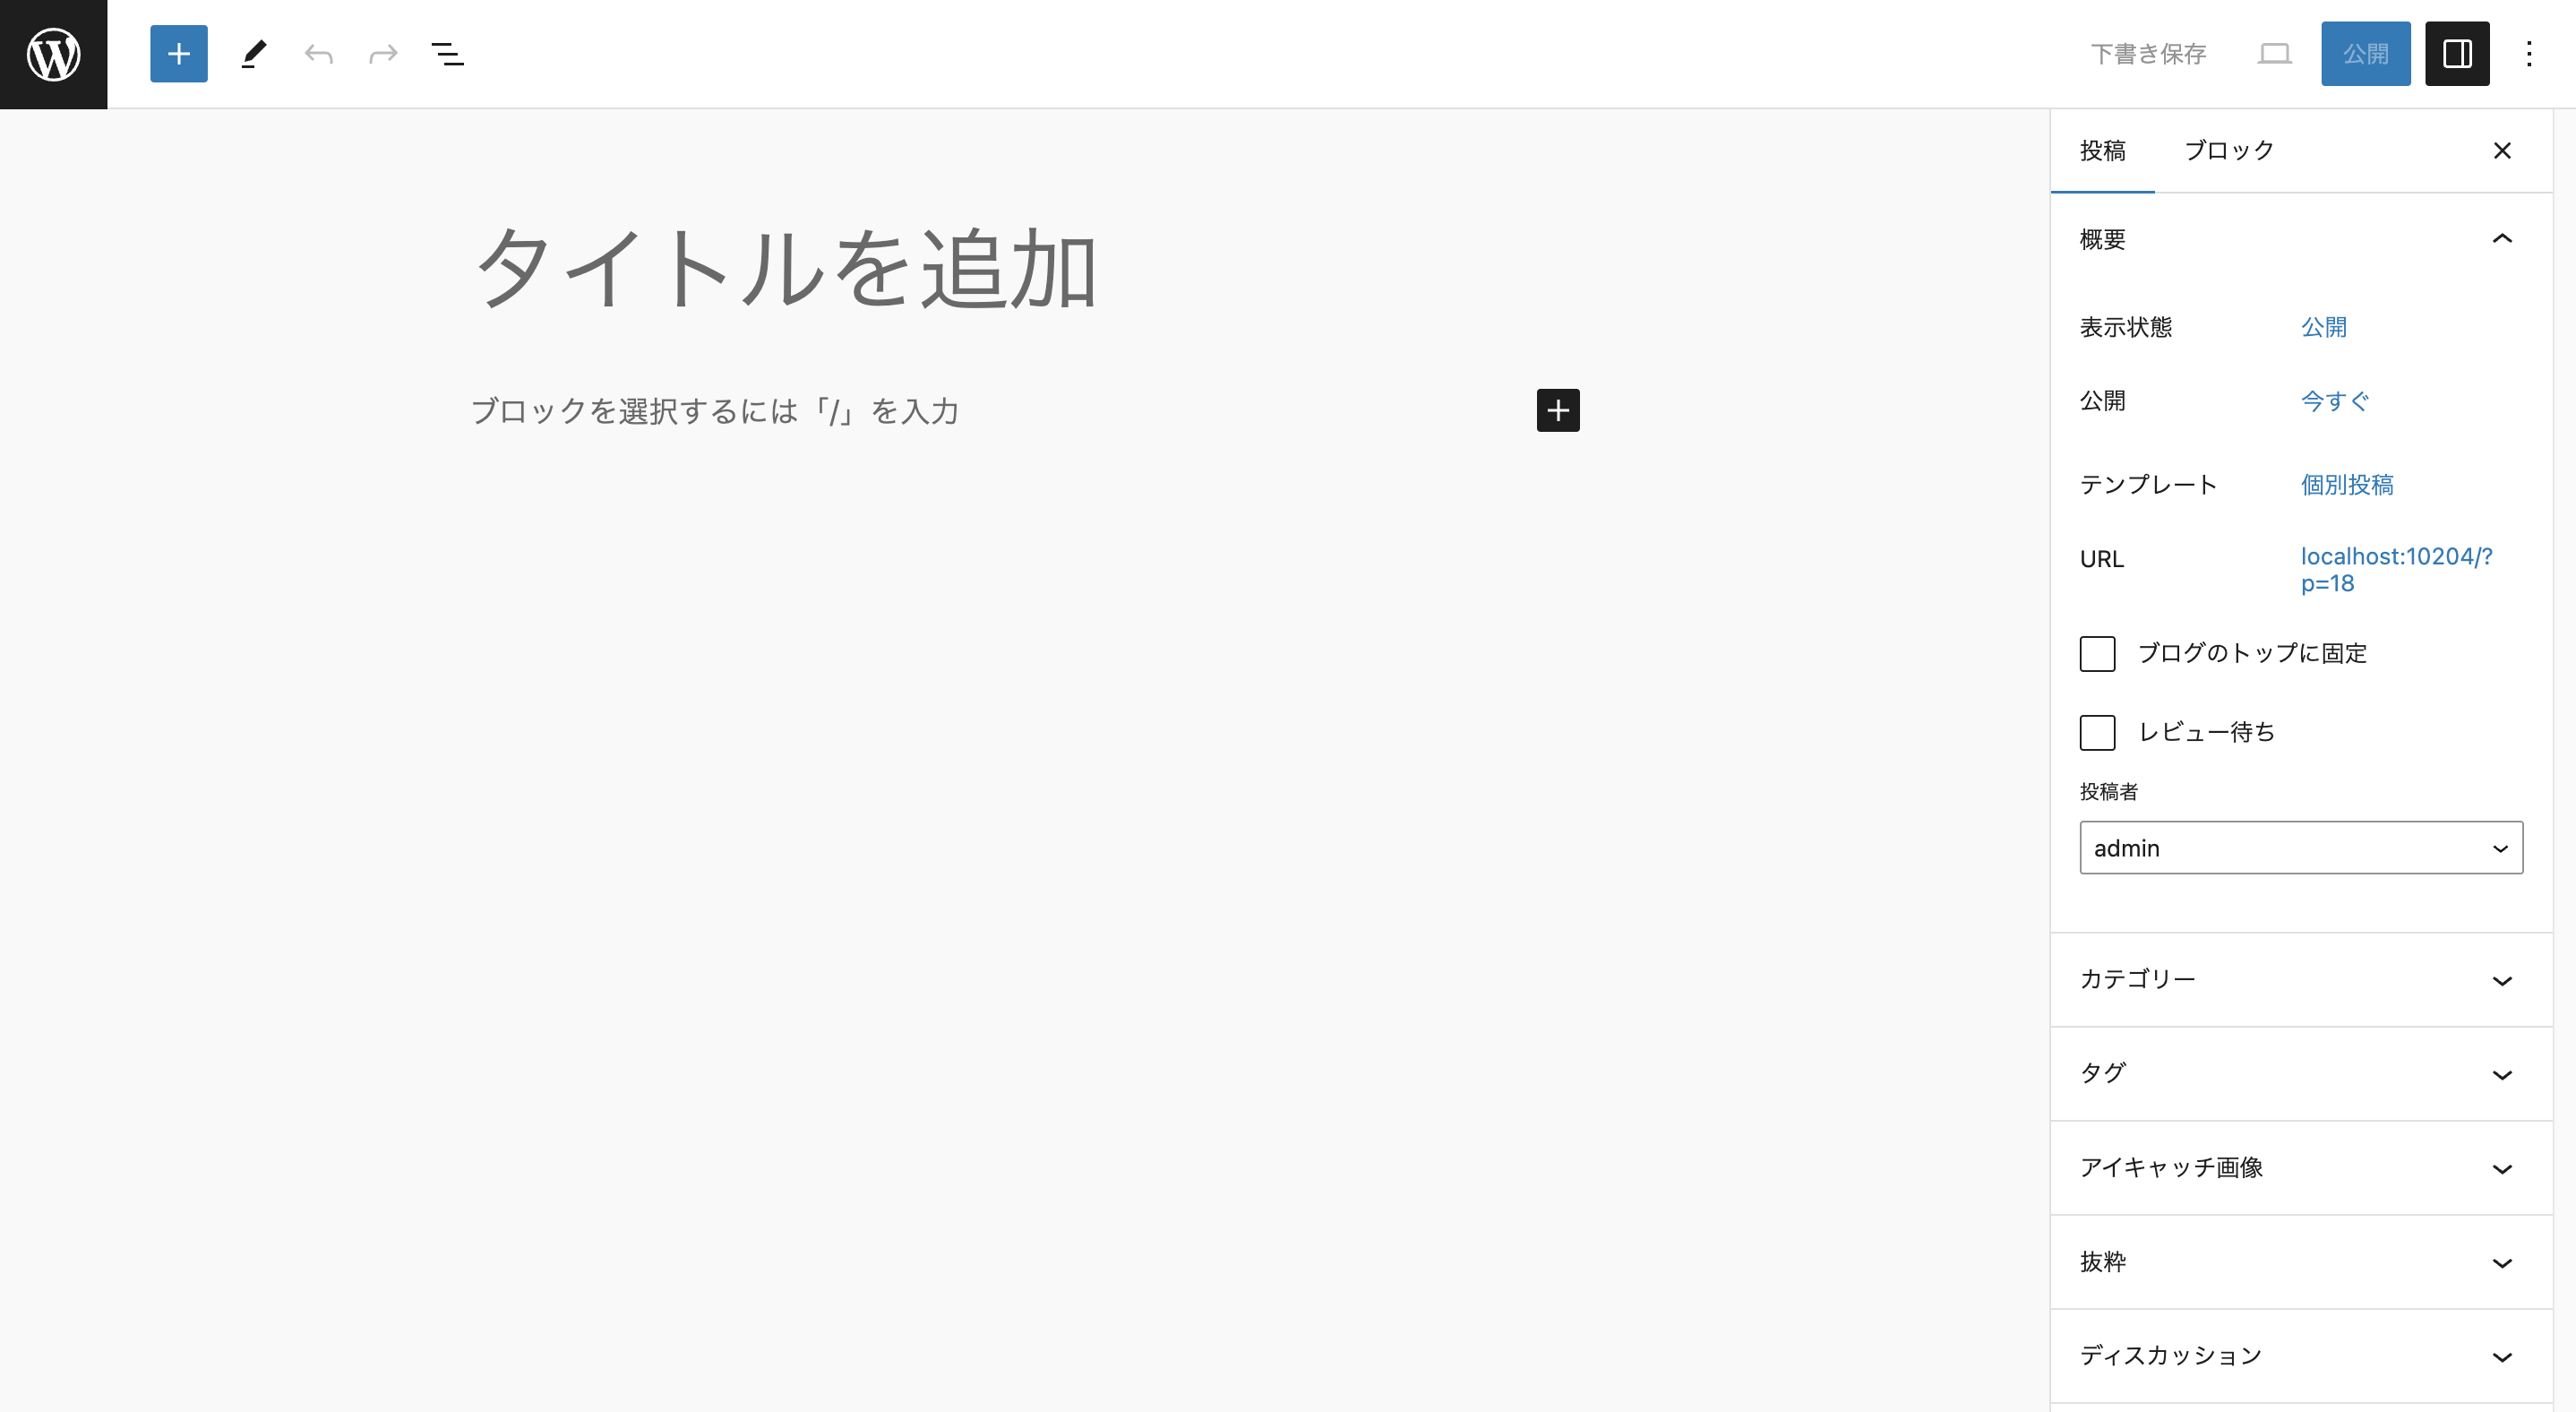 下書き保存
公開
投稿 ブロック
タイトルを追加
ブロックを選択するには「/」を入力
概要
表示状態 公開
公開 今すぐ
テンプレート 個別投稿
URL localhost:10204/?
p=18
ブログのトップに固定
レビュー待ち
投稿者
admin
カテゴリー
タグ
アイキャッチ画像
抜粋
ディスカッション